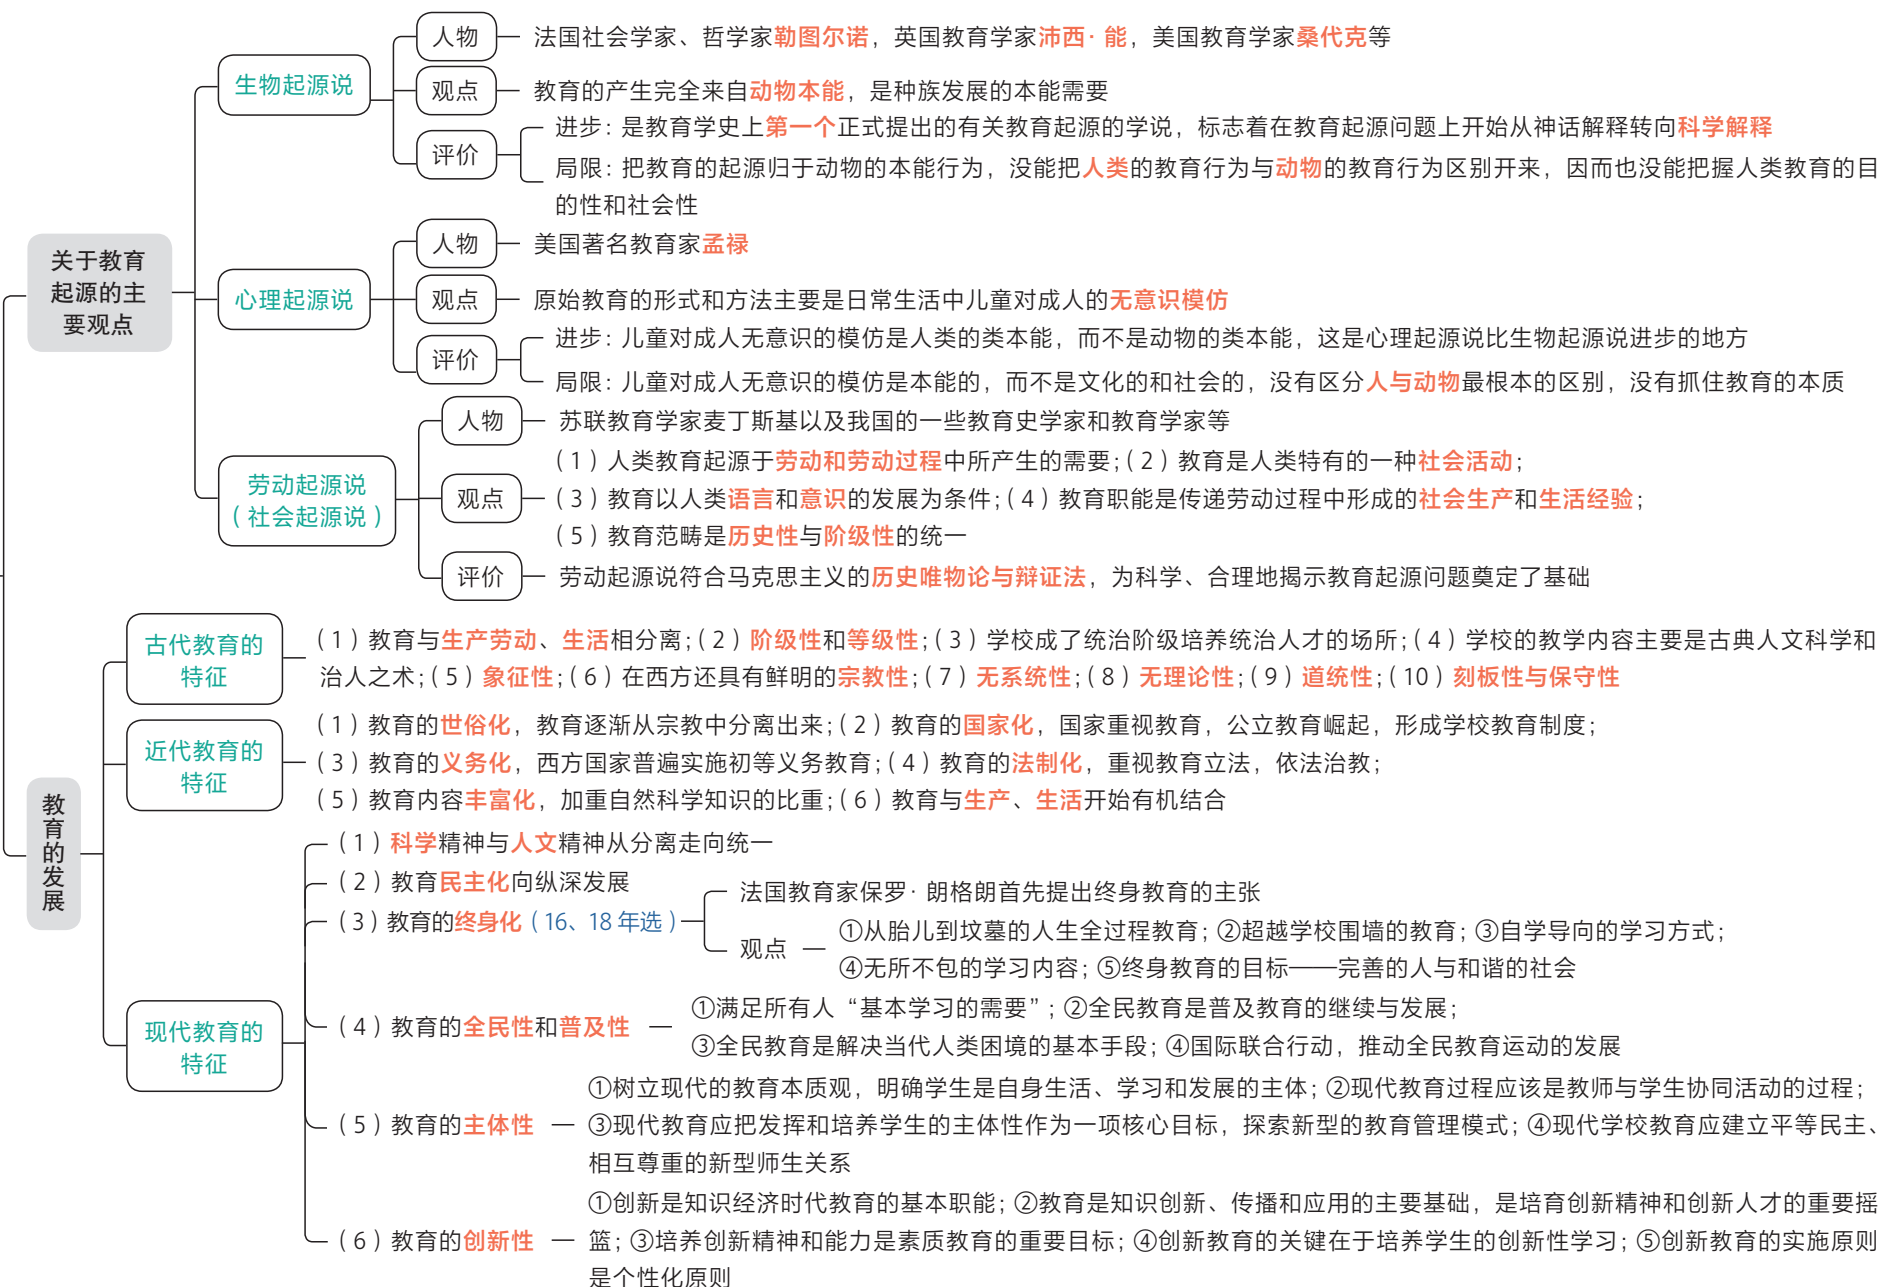 关于教育
起源的主
要观点
生物起源说
人物
法国社会学家、哲学家勒图尔诺，英国教育学家沛西·能，美国教育学家桑代克等
观点
教育的产生完全来自动物本能，是种族发展的本能需要
评价
进步：是教育学史上第一个正式提出的有关教育起源的学说，标志着在教育起源问题上开始从神话解释转向科学解释
局限：把教育的起源归于动物的本能行为，没能把人类的教育行为与动物的教育行为区别开来，因而也没能把握人类教育的目
的性和社会性
心理起源说
人物
美国著名教育家孟禄
观点
原始教育的形式和方法主要是日常生活中儿童对成人的无意识模仿
评价
进步：儿童对成人无意识的模仿是人类的类本能，而不是动物的类本能，这是心理起源说比生物起源说进步的地方
局限：儿童对成人无意识的模仿是本能的，而不是文化的和社会的，没有区分人与动物最根本的区别，没有抓住教育的本质
劳动起源说
（社会起源说）
人物
苏联教育学家麦丁斯基以及我国的一些教育史学家和教育学家等
观点
（1）人类教育起源于劳动和劳动过程中所产生的需要；（2）教育是人类特有的一种社会活动；
（3）教育以人类语言和意识的发展为条件；（4）教育职能是传递劳动过程中形成的社会生产和生活经验；
（5）教育范畴是历史性与阶级性的统一
评价
劳动起源说符合马克思主义的历史唯物论与辩证法，为科学、合理地揭示教育起源问题奠定了基础
教育的发展
古代教育的
特征
（1）教育与生产劳动、生活相分离；（2）阶级性和等级性；（3）学校成了统治阶级培养统治人才的场所；（4）学校的教学内容主要是古典人文科学和
治人之术；（5）象征性；（6）在西方还具有鲜明的宗教性；（7）无系统性；（8）无理论性；（9）道统性；（10）刻板性与保守性
近代教育的
特征
（1）教育的世俗化，教育逐渐从宗教中分离出来；（2）教育的国家化，国家重视教育，公立教育崛起，形成学校教育制度；
（3）教育的义务化，西方国家普遍实施初等义务教育；（4）教育的法制化，重视教育立法，依法治教；
（5）教育内容丰富化，加重自然科学知识的比重；（6）教育与生产、生活开始有机结合
现代教育的
特征
（1）科学精神与人文精神从分离走向统一
（2）教育民主化向纵深发展
（3）教育的终身化（16、18年选）
法国教育家保罗·朗格朗首先提出终身教育的主张
观点
①从胎儿到坟墓的人生全过程教育；②超越学校围墙的教育；③自学导向的学习方式；
④无所不包的学习内容；⑤终身教育的目标——完善的人与和谐的社会
（4）教育的全民性和普及性
①满足所有人“基本学习的需要”；②全民教育是普及教育的继续与发展；
③全民教育是解决当代人类困境的基本手段；④国际联合行动，推动全民教育运动的发展
（5）教育的主体性
①树立现代的教育本质观，明确学生是自身生活、学习和发展的主体；②现代教育过程应该是教师与学生协同活动的过程；
③现代教育应把发挥和培养学生的主体性作为一项核心目标，探索新型的教育管理模式；④现代学校教育应建立平等民主、
相互尊重的新型师生关系
（6）教育的创新性
①创新是知识经济时代教育的基本职能；②教育是知识创新、传播和应用的主要基础，是培育创新精神和创新人才的重要摇
篮；③培养创新精神和能力是素质教育的重要目标；④创新教育的关键在于培养学生的创新性学习；⑤创新教育的实施原则
是个性化原则